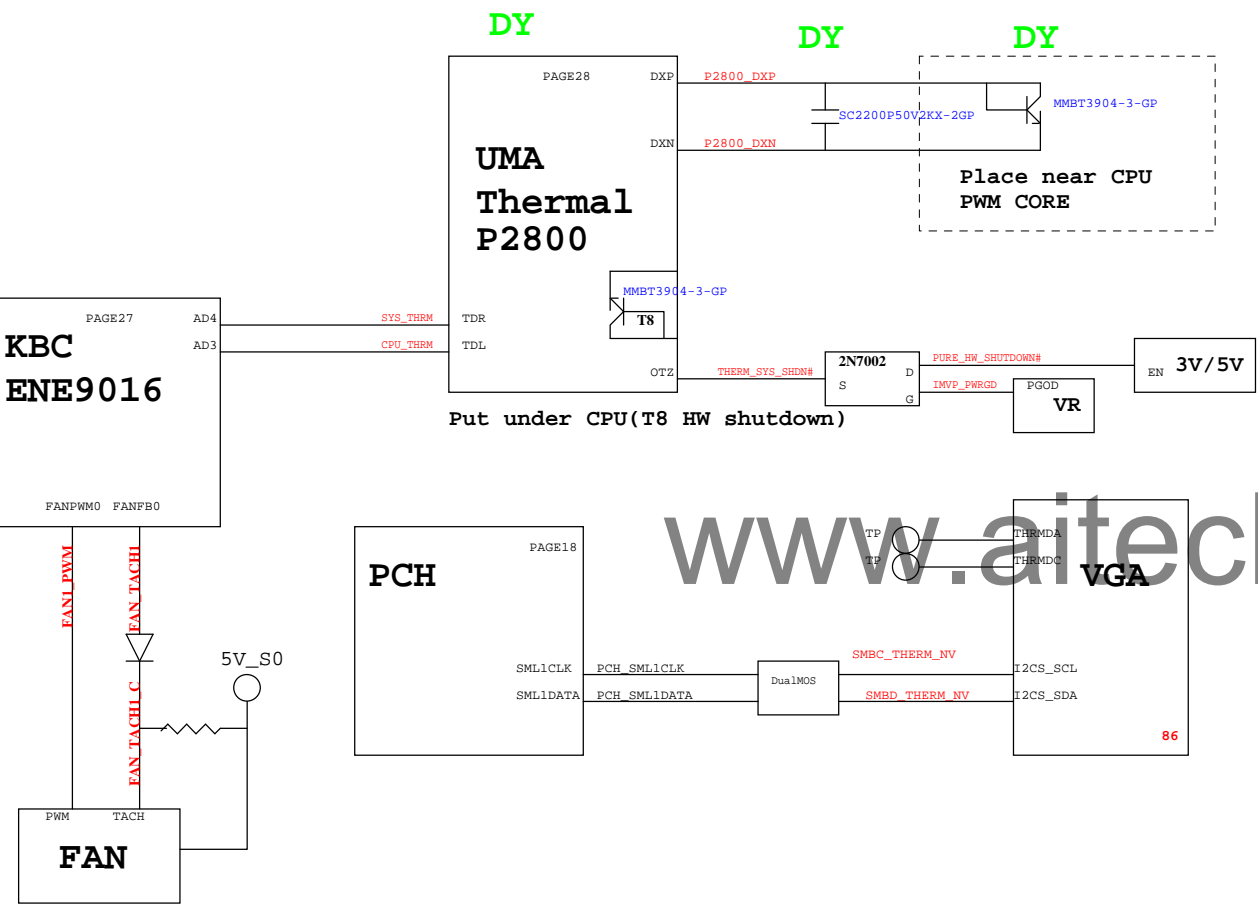 DY
DY
DY
PAGE28
DXP
P2800_DXP
MMBT3904-3-GP
SC2200P50V2KX-2GP
DXN
P2800_DXN
UMA
Thermal
P2800
Place near CPU
PWM CORE
MMBT3904-3-GP
T8
PAGE27
AD4
SYS_THRM
TDR
KBC
AD3
CPU_THRM
TDL
ENE9016
OTZ
THERM_SYS_SHDN#
2N7002
D
S
G
PURE_HW_SHUTDOWN#
IMVP_PWRGD
EN
3V/5V
PGOD
VR
Put under CPU(T8 HW shutdown)
FANPWM0
FANFB0
FAN1_PWM
FAN_TACH1
FAN_TACH1_C
5V_S0
PWM
TACH
FAN
PAGE18
PCH
SML1CLK
PCH_SML1CLK
SML1DATA
PCH_SML1DATA
DualMOS
SMBC_THERM_NV
SMBD_THERM_NV
TP
TP
THRMDA
THRMDC
VGA
I2CS_SCL
I2CS_SDA
86
www.aitech